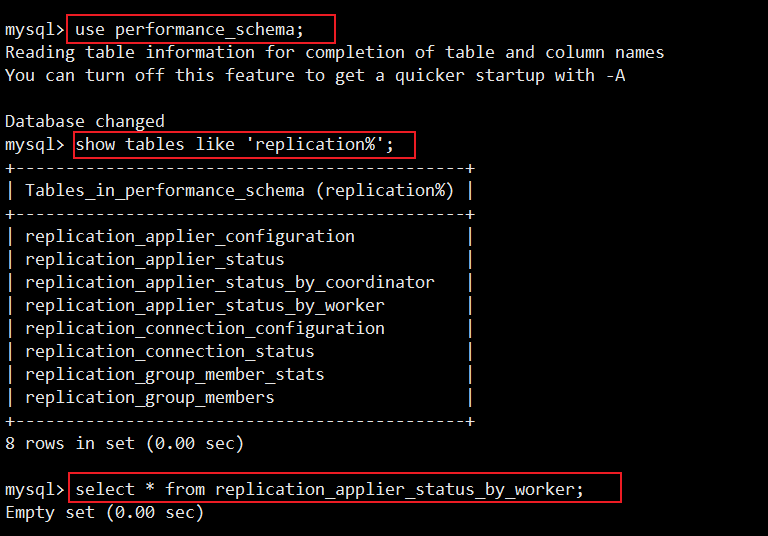 mysql> use performance_schema;
Reading table information for completion of table and column names
You can turn off this feature to get a quicker startup with -A
Database changed
mysql> show tables like 'replication%';
+---------------------------------------------+
| Tables_in_performance_schema (replication%) |
+---------------------------------------------+
| replication_applier_configuration           |
| replication_applier_status                  |
| replication_applier_status_by_coordinator   |
| replication_applier_status_by_worker        |
| replication_connection_configuration        |
| replication_connection_status               |
| replication_group_member_stats              |
| replication_group_members                   |
+---------------------------------------------+
8 rows in set (0.00 sec)
mysql> select * from replication_applier_status_by_worker;
Empty set (0.00 sec)